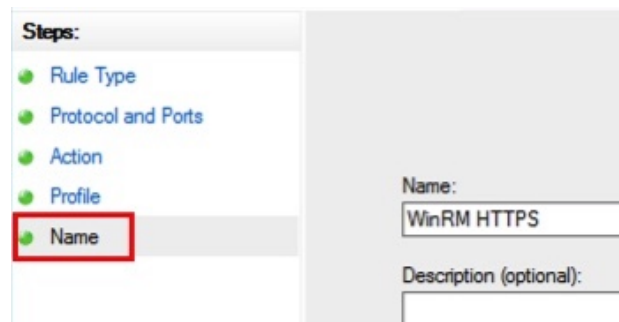 Steps:
Rule Type
Protocol and Ports
Action
Profile
Name
Name:
WinRM HTTPS
Description (optional):